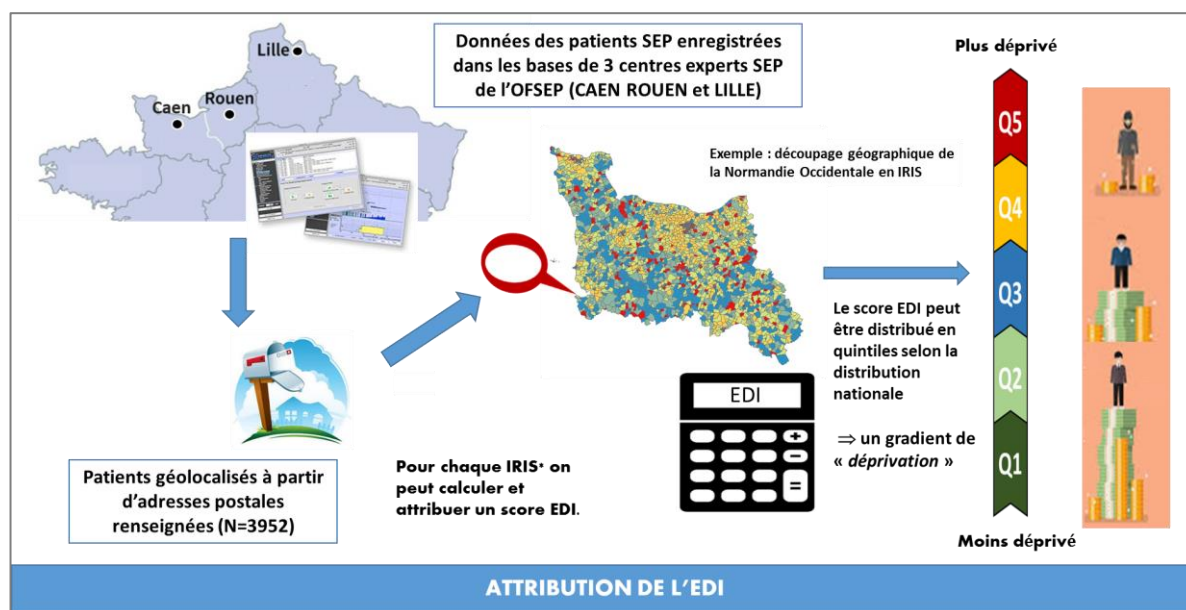 Lille
Rouen
Caen
Données des patients SEP enregistrées
dans les bases de 3 centres experts SEP
de l'OFSEP (CAEN ROUEN et LILLE)
Exemple : découpage géographique de
la Normandie Occidentale en IRIS
Patients géolocalisés à partir
d'adresses postales
renseignées (N=3952)
Pour chaque IRIS* on
peut calculer et
attribuer un score EDI.
EDI
+
−
=
Le score EDI peut
être distribué en
quintiles selon la
distribution
nationale
⇒ un gradient de
« déprivation »
Plus déprivé
Q5
Q4
Q3
Q2
Q1
Moins déprivé
ATTRIBUTION DE L'EDI